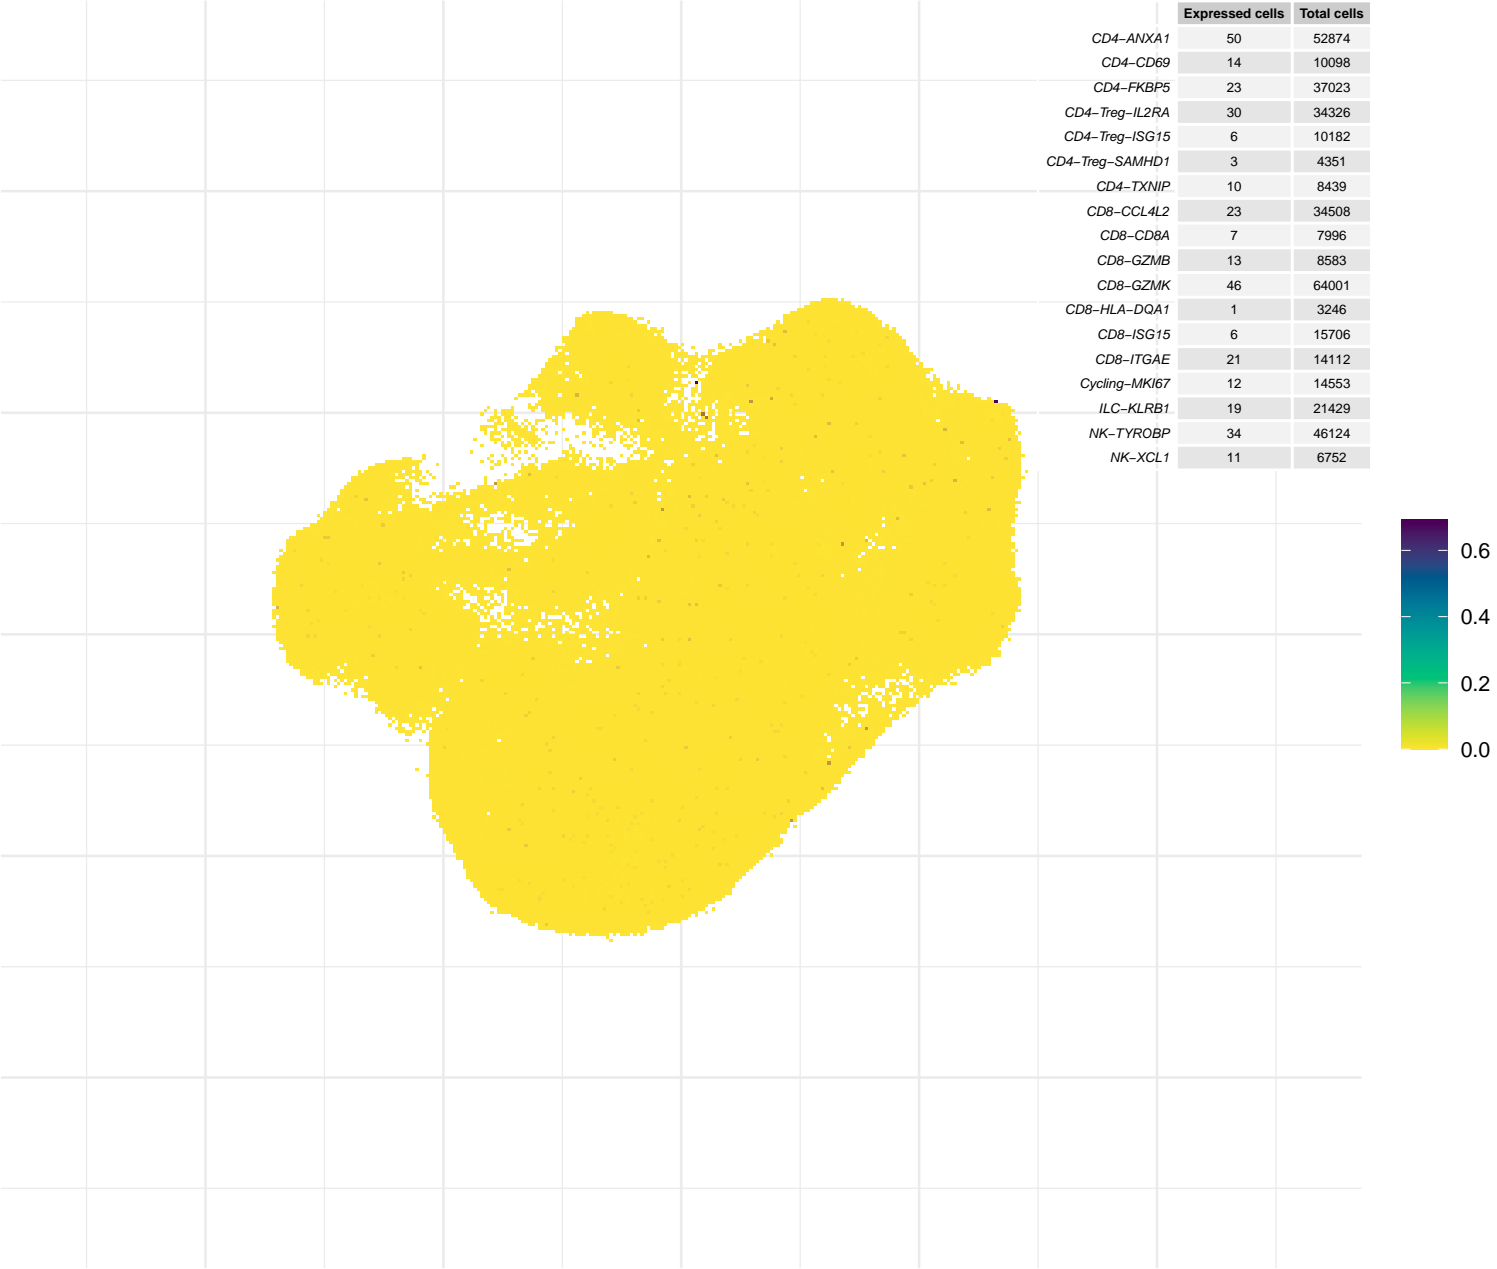 Expressed cells Total cells
CD4−ANXA1 50 52874
CD4−CD69 14 10098
CD4−FKBP5 23 37023
CD4−Treg−IL2RA 30 34326
CD4−Treg−ISG15 6 10182
CD4−Treg−SAMHD1 3 4351
CD4−TXNIP 10 8439
CD8−CCL4L2 23 34508
CD8−CD8A 7 7996
CD8−GZMB 13 8583
CD8−GZMK 46 64001
CD8−HLA−DQA1 1 3246
CD8−ISG15 6 15706
CD8−ITGAE 21 14112
Cycling−MKI67 12 14553
ILC−KLRB1 19 21429
NK−TYROBP 34 46124
NK−XCL1 11 6752
0.6
0.4
0.2
0.0